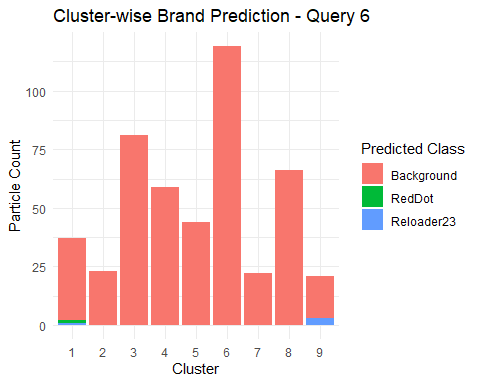 Cluster-wise Brand Prediction - Query 6
Particle Count
100
75
50
25
0
1 2 3 4 5 6 7 8 9
Cluster
Predicted Class
Background
RedDot
Reloader23